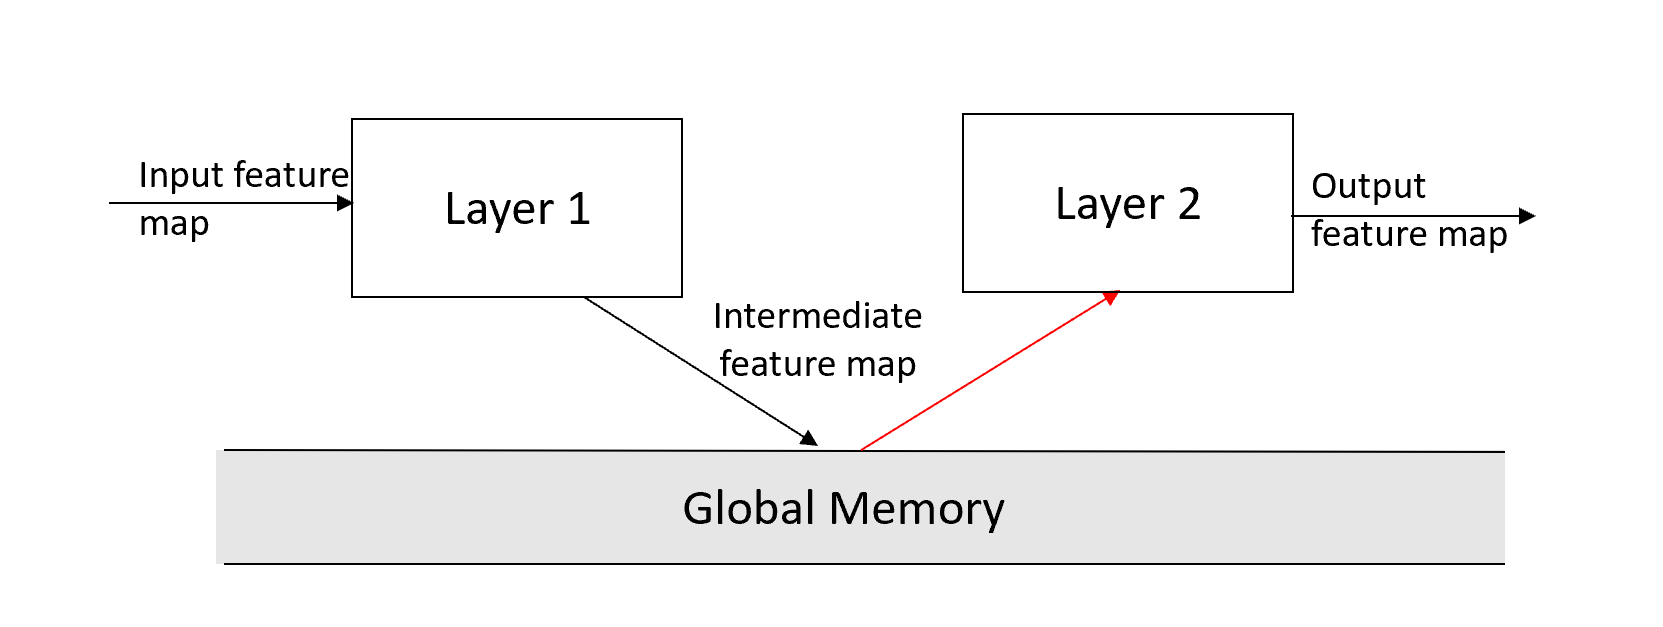 Input feature
map
Layer 1
Layer 2
Output
feature map
Intermediate
feature map
Global Memory